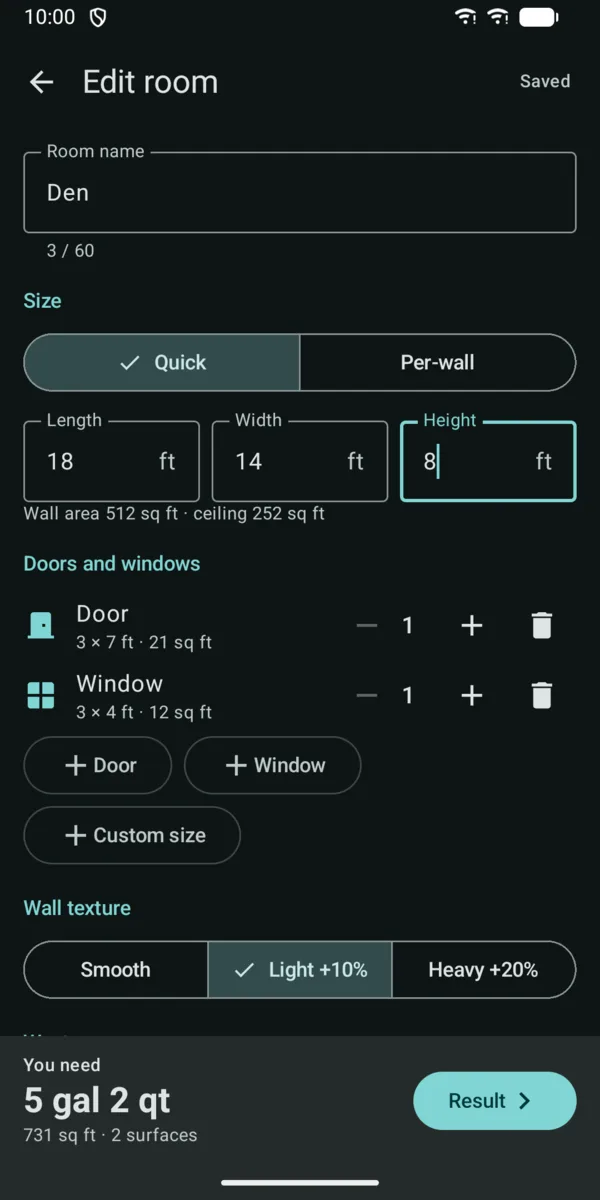 10:00
Edit room
Saved
Room name
Den
3 / 60
Size
Quick
Per-wall
Length
Width
Height
18 ft
14 ft
8 ft
Wall area 512 sq ft · ceiling 252 sq ft
Doors and windows
Door
3 × 7 ft · 21 sq ft
1
Window
3 × 4 ft · 12 sq ft
1
Door
Window
Custom size
Wall texture
Smooth
Light +10%
Heavy +20%
You need
5 gal 2 qt
731 sq ft · 2 surfaces
Result